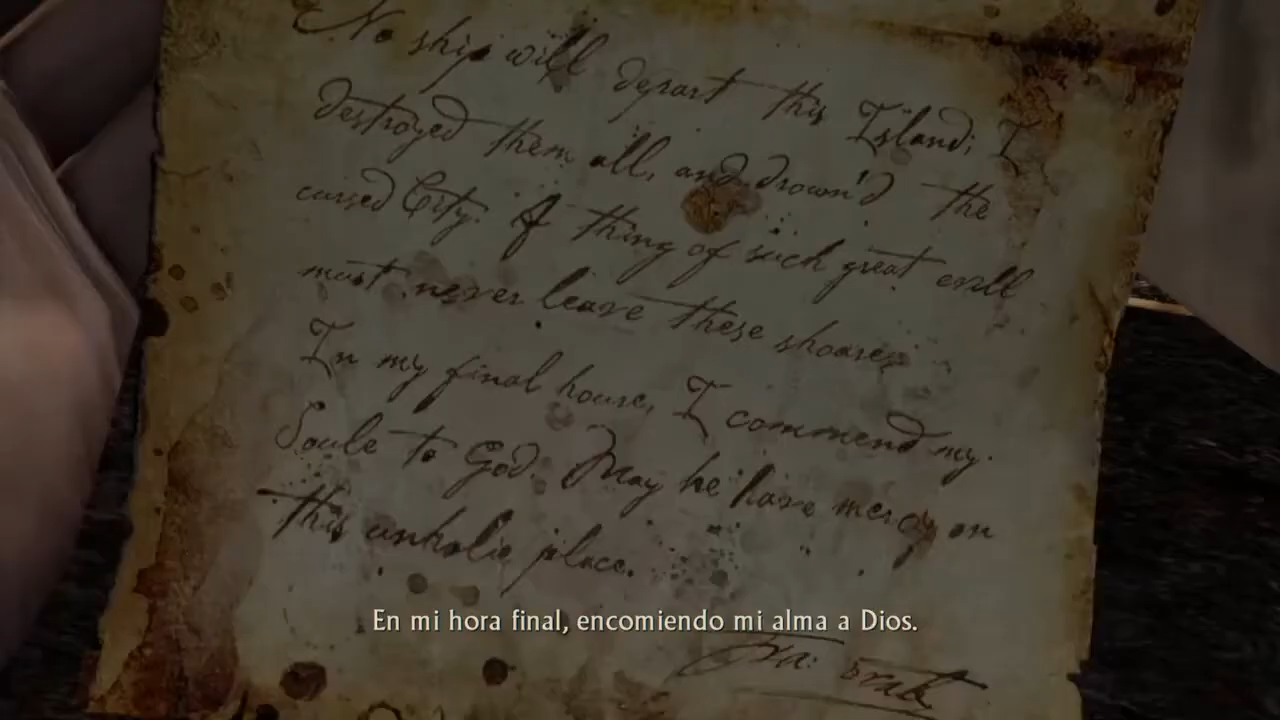 No ship will depart this Island; I
destroyed them all, and drown'd the
cursed City. A thing of such great evill
must never leave these shoares.
In my final houre, I commend my
Soule to God. May he have mercy on
this unholie place.
En mi hora final, encomiendo mi alma a Dios.
Fra: Drake